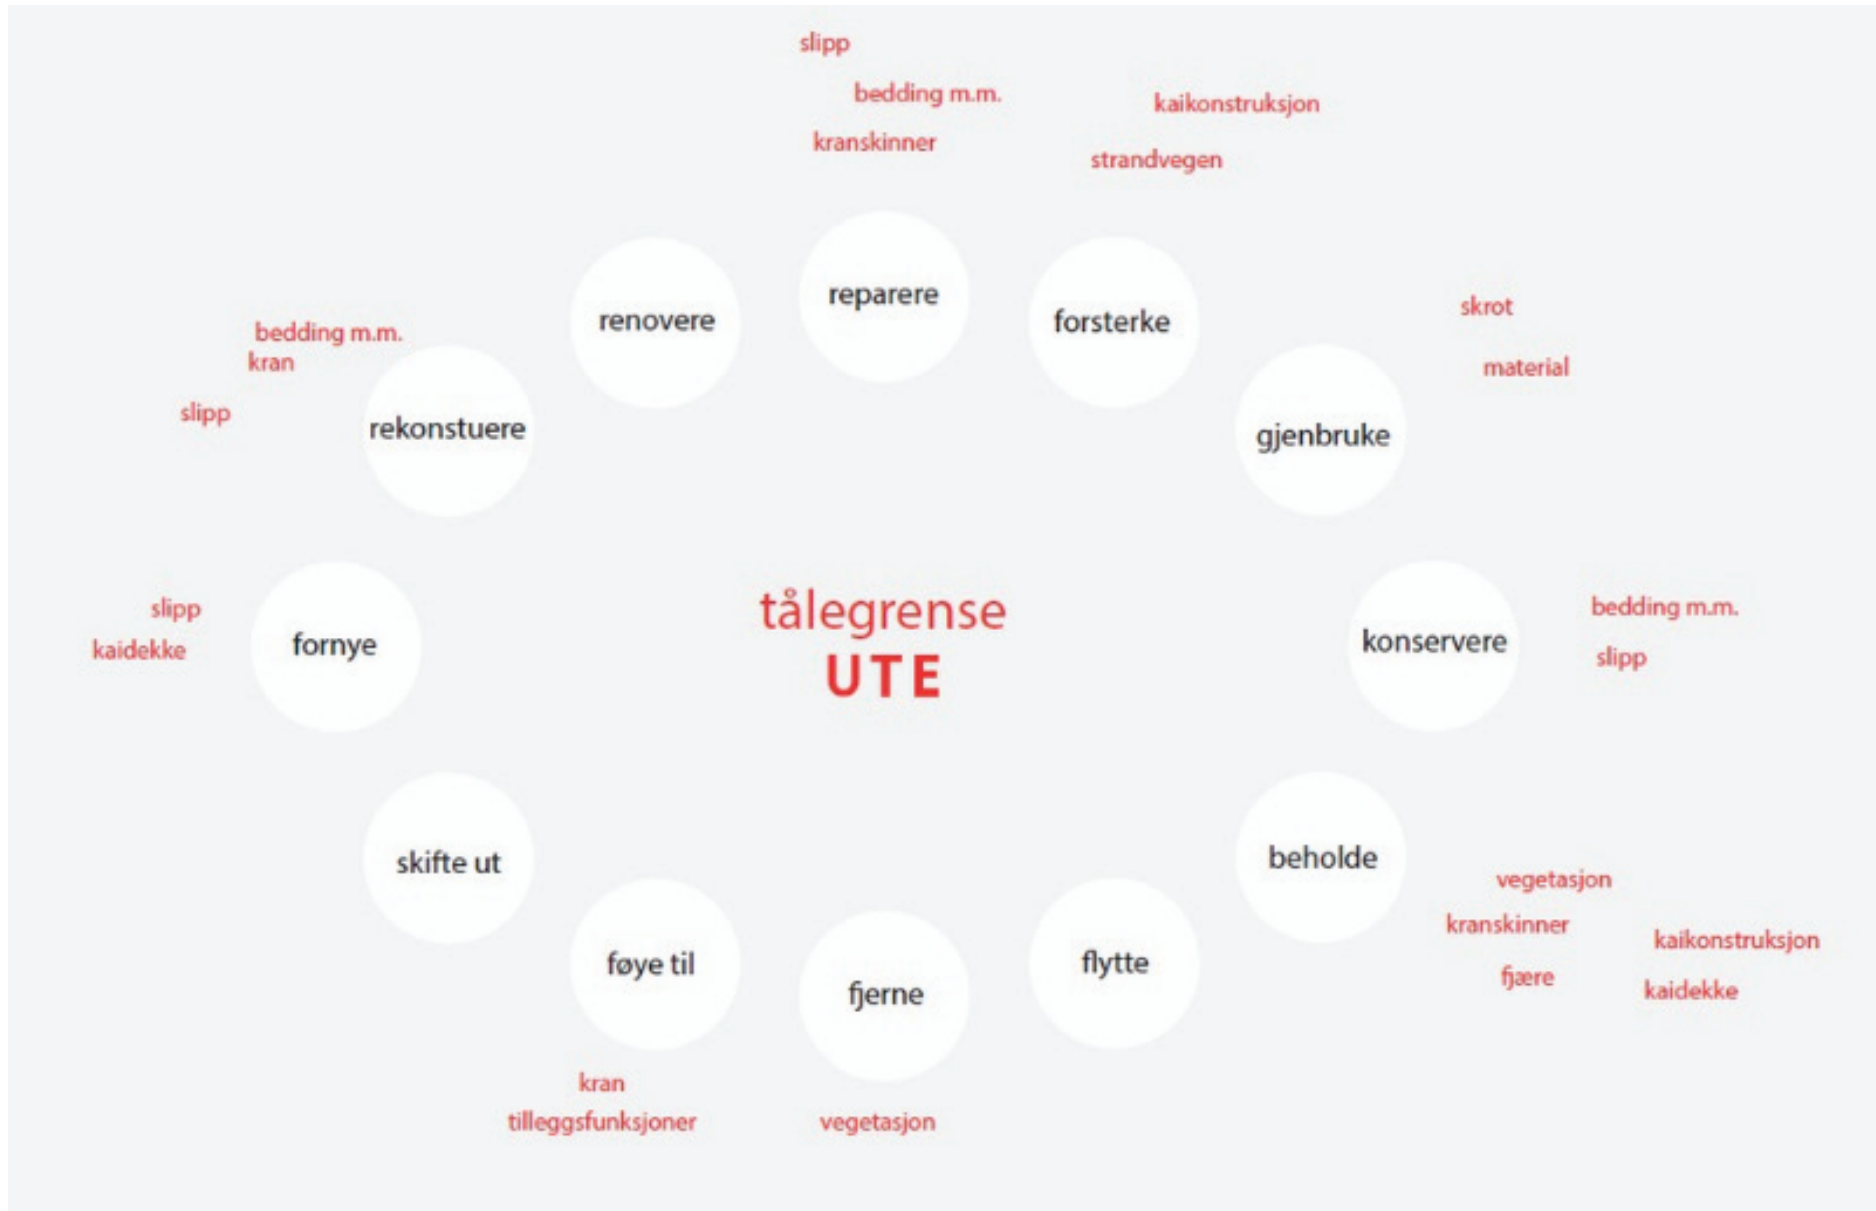 slipp
bedding m.m.
kranskinner
kaikonstruksjon
strandvegen
reparere
renovere
forsterke
skrot
material
bedding m.m.
kran
slipp
rekonstuere
gjenbruke
tålegrense
UTE
slipp
kaidekke
fornye
konservere
bedding m.m.
slipp
skifte ut
beholde
vegetasjon
kranskinner
kaikonstruksjon
fjære
kaidekke
føye til
fjerne
flytte
kran
tilleggsfunksjoner
vegetasjon